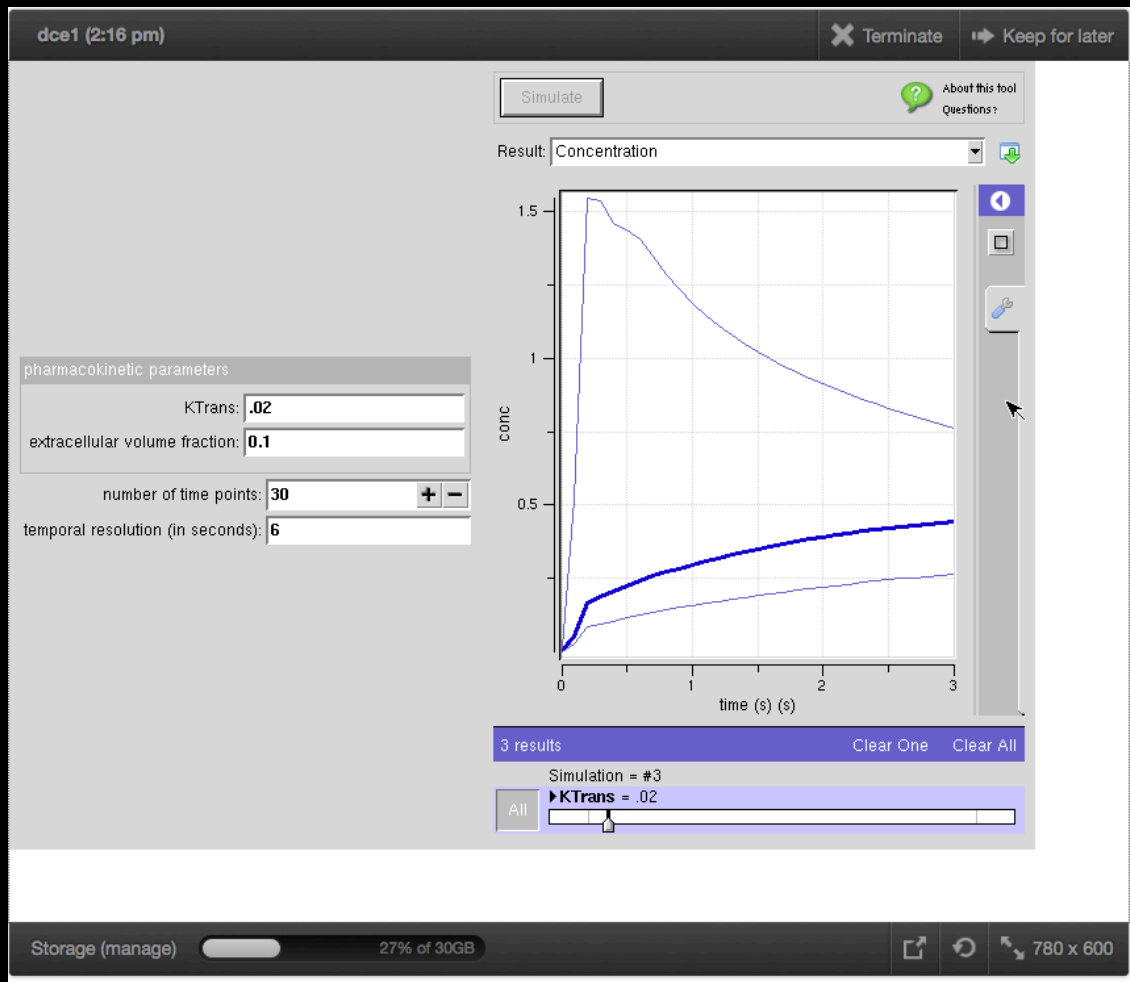 dce1 (2:16 pm)
Terminate
Keep for later
Simulate
?
About this tool
Questions?
Result: Concentration
pharmacokinetic parameters
KTrans: .02
extracellular volume fraction: 0.1
number of time points: 30 + −
temporal resolution (in seconds): 6
1.5
1
0.5
conc
0 1 2 3
time (s) (s)
3 results Clear One Clear All
Simulation = #3
All
KTrans = .02
Storage (manage) 27% of 30GB 780 x 600